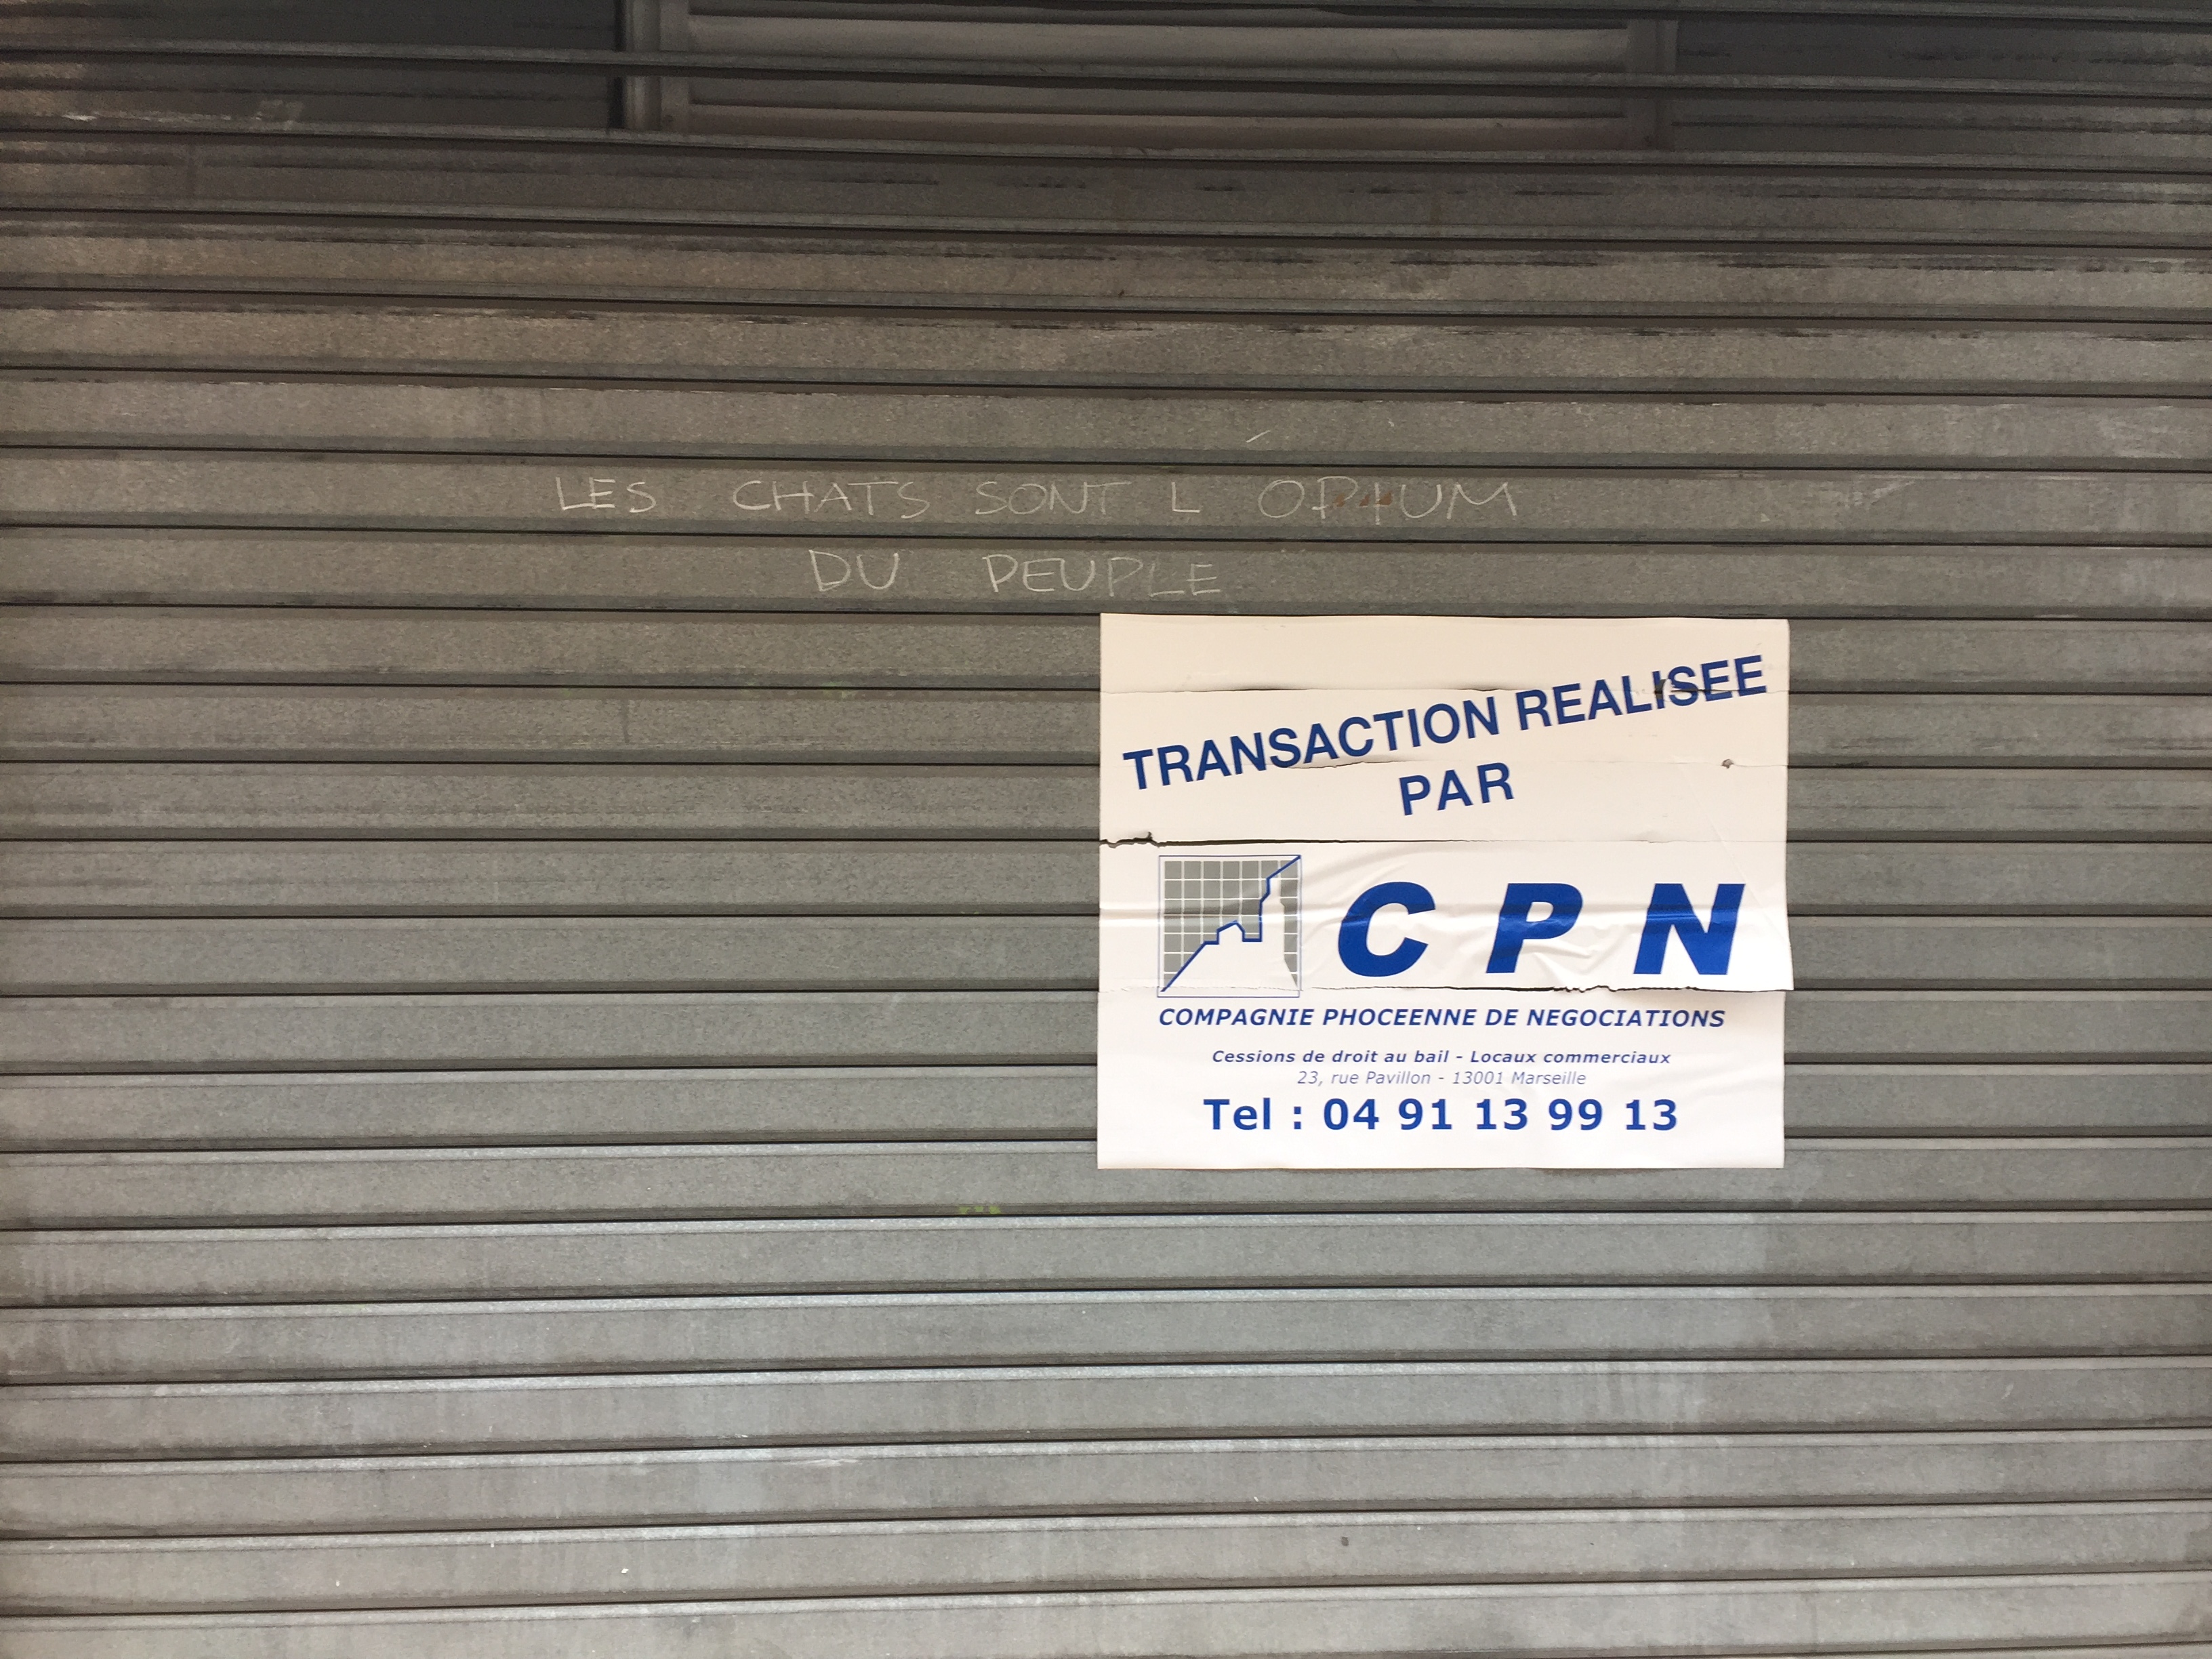 LES CHATS SONT L OPIUM
DU PEUPLE
TRANSACTION REALISEE
PAR
CPN
COMPAGNIE PHOCEENNE DE NEGOCIATIONS
Cessions de droit au bail - Locaux commerciaux
23, rue Pavillon - 13001 Marseille
Tel : 04 91 13 99 13